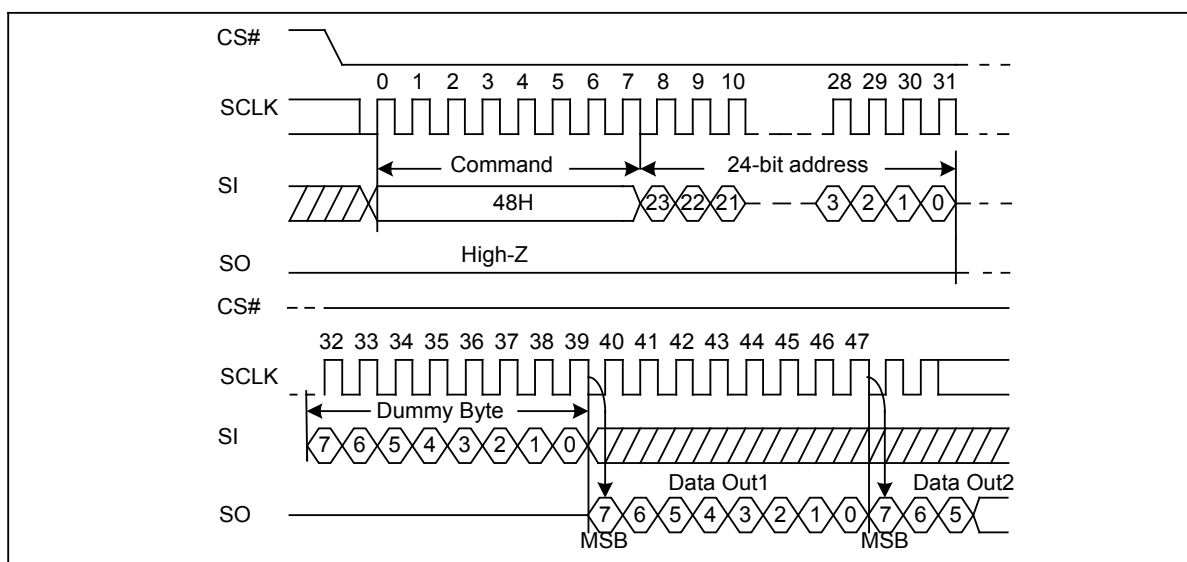 CS#
0 1 2 3 4 5 6 7 8 9 10 28 29 30 31
SCLK
Command 24-bit address
SI
48H 23 22 21 3 2 1 0
High-Z
SO
CS#
32 33 34 35 36 37 38 39 40 41 42 43 44 45 46 47
SCLK
Dummy Byte
SI
7 6 5 4 3 2 1 0
Data Out1 Data Out2
SO
7 6 5 4 3 2 1 0 7 6 5
MSB MSB